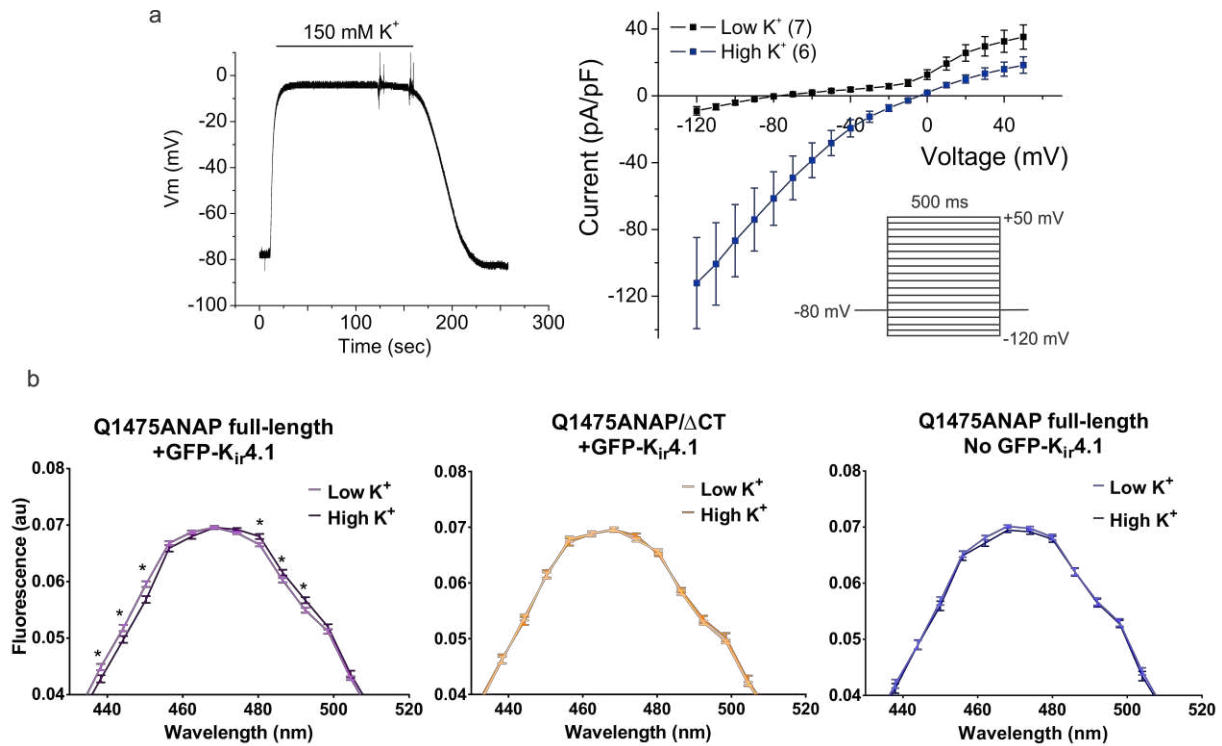 a
150 mM K⁺
0
-20
-40
-60
-80
-100
Vm (mV)
0
100
200
300
Time (sec)
Low K⁺ (7)
High K⁺ (6)
40
0
-40
-80
-120
Current (pA/pF)
-120
-80
-40
0
40
Voltage (mV)
500 ms
+50 mV
-80 mV
-120 mV
b
Q1475ANAP full-length
+GFP-Kir4.1
Low K⁺
High K⁺
* * * * * *
0.08
0.07
0.06
0.05
0.04
Fluorescence (au)
440 460 480 500 520
Wavelength (nm)
Q1475ANAP/ΔCT
+GFP-Kir4.1
Low K⁺
High K⁺
0.08
0.07
0.06
0.05
0.04
440 460 480 500 520
Wavelength (nm)
Q1475ANAP full-length
No GFP-Kir4.1
Low K⁺
High K⁺
0.08
0.07
0.06
0.05
0.04
440 460 480 500 520
Wavelength (nm)